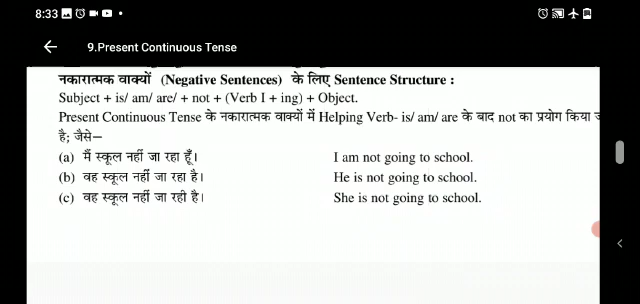 8:33
9.Present Continuous Tense
नकारात्मक वाक्यों (Negative Sentences) के लिए Sentence Structure :
Subject + is/ am/ are/ + not + (Verb I + ing) + Object.
Present Continuous Tense के नकारात्मक वाक्यों में Helping Verb- is/ am/ are के बाद not का प्रयोग किया
है; जैसे—
(a) मैं स्कूल नहीं जा रहा हूँ। I am not going to school.
(b) वह स्कूल नहीं जा रहा है। He is not going to school.
(c) वह स्कूल नहीं जा रही है। She is not going to school.